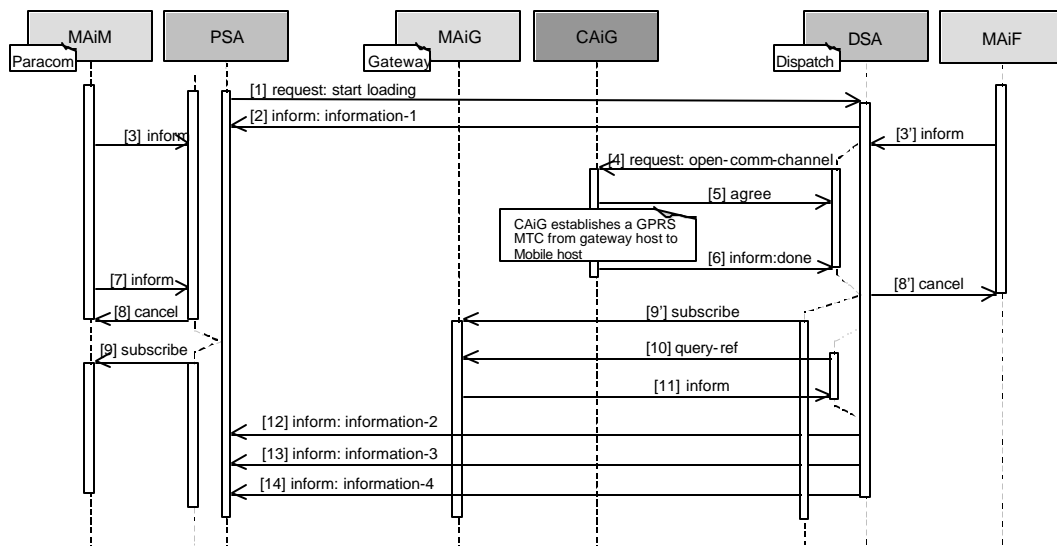 MAiM
PSA
MAiG
CAiG
DSA
MAiF
Paracom
Gateway
Dispatch
[1] request: start loading
[2] inform: information-1
[3] inform
[3'] inform
[4] request: open-comm-channel
[5] agree
CAiG establishes a GPRS
MTC from gateway host to
Mobile host
[6] inform:done
[7] inform
[8'] cancel
[8] cancel
[9'] subscribe
[9] subscribe
[10] query-ref
[11] inform
[12] inform: information-2
[13] inform: information-3
[14] inform: information-4